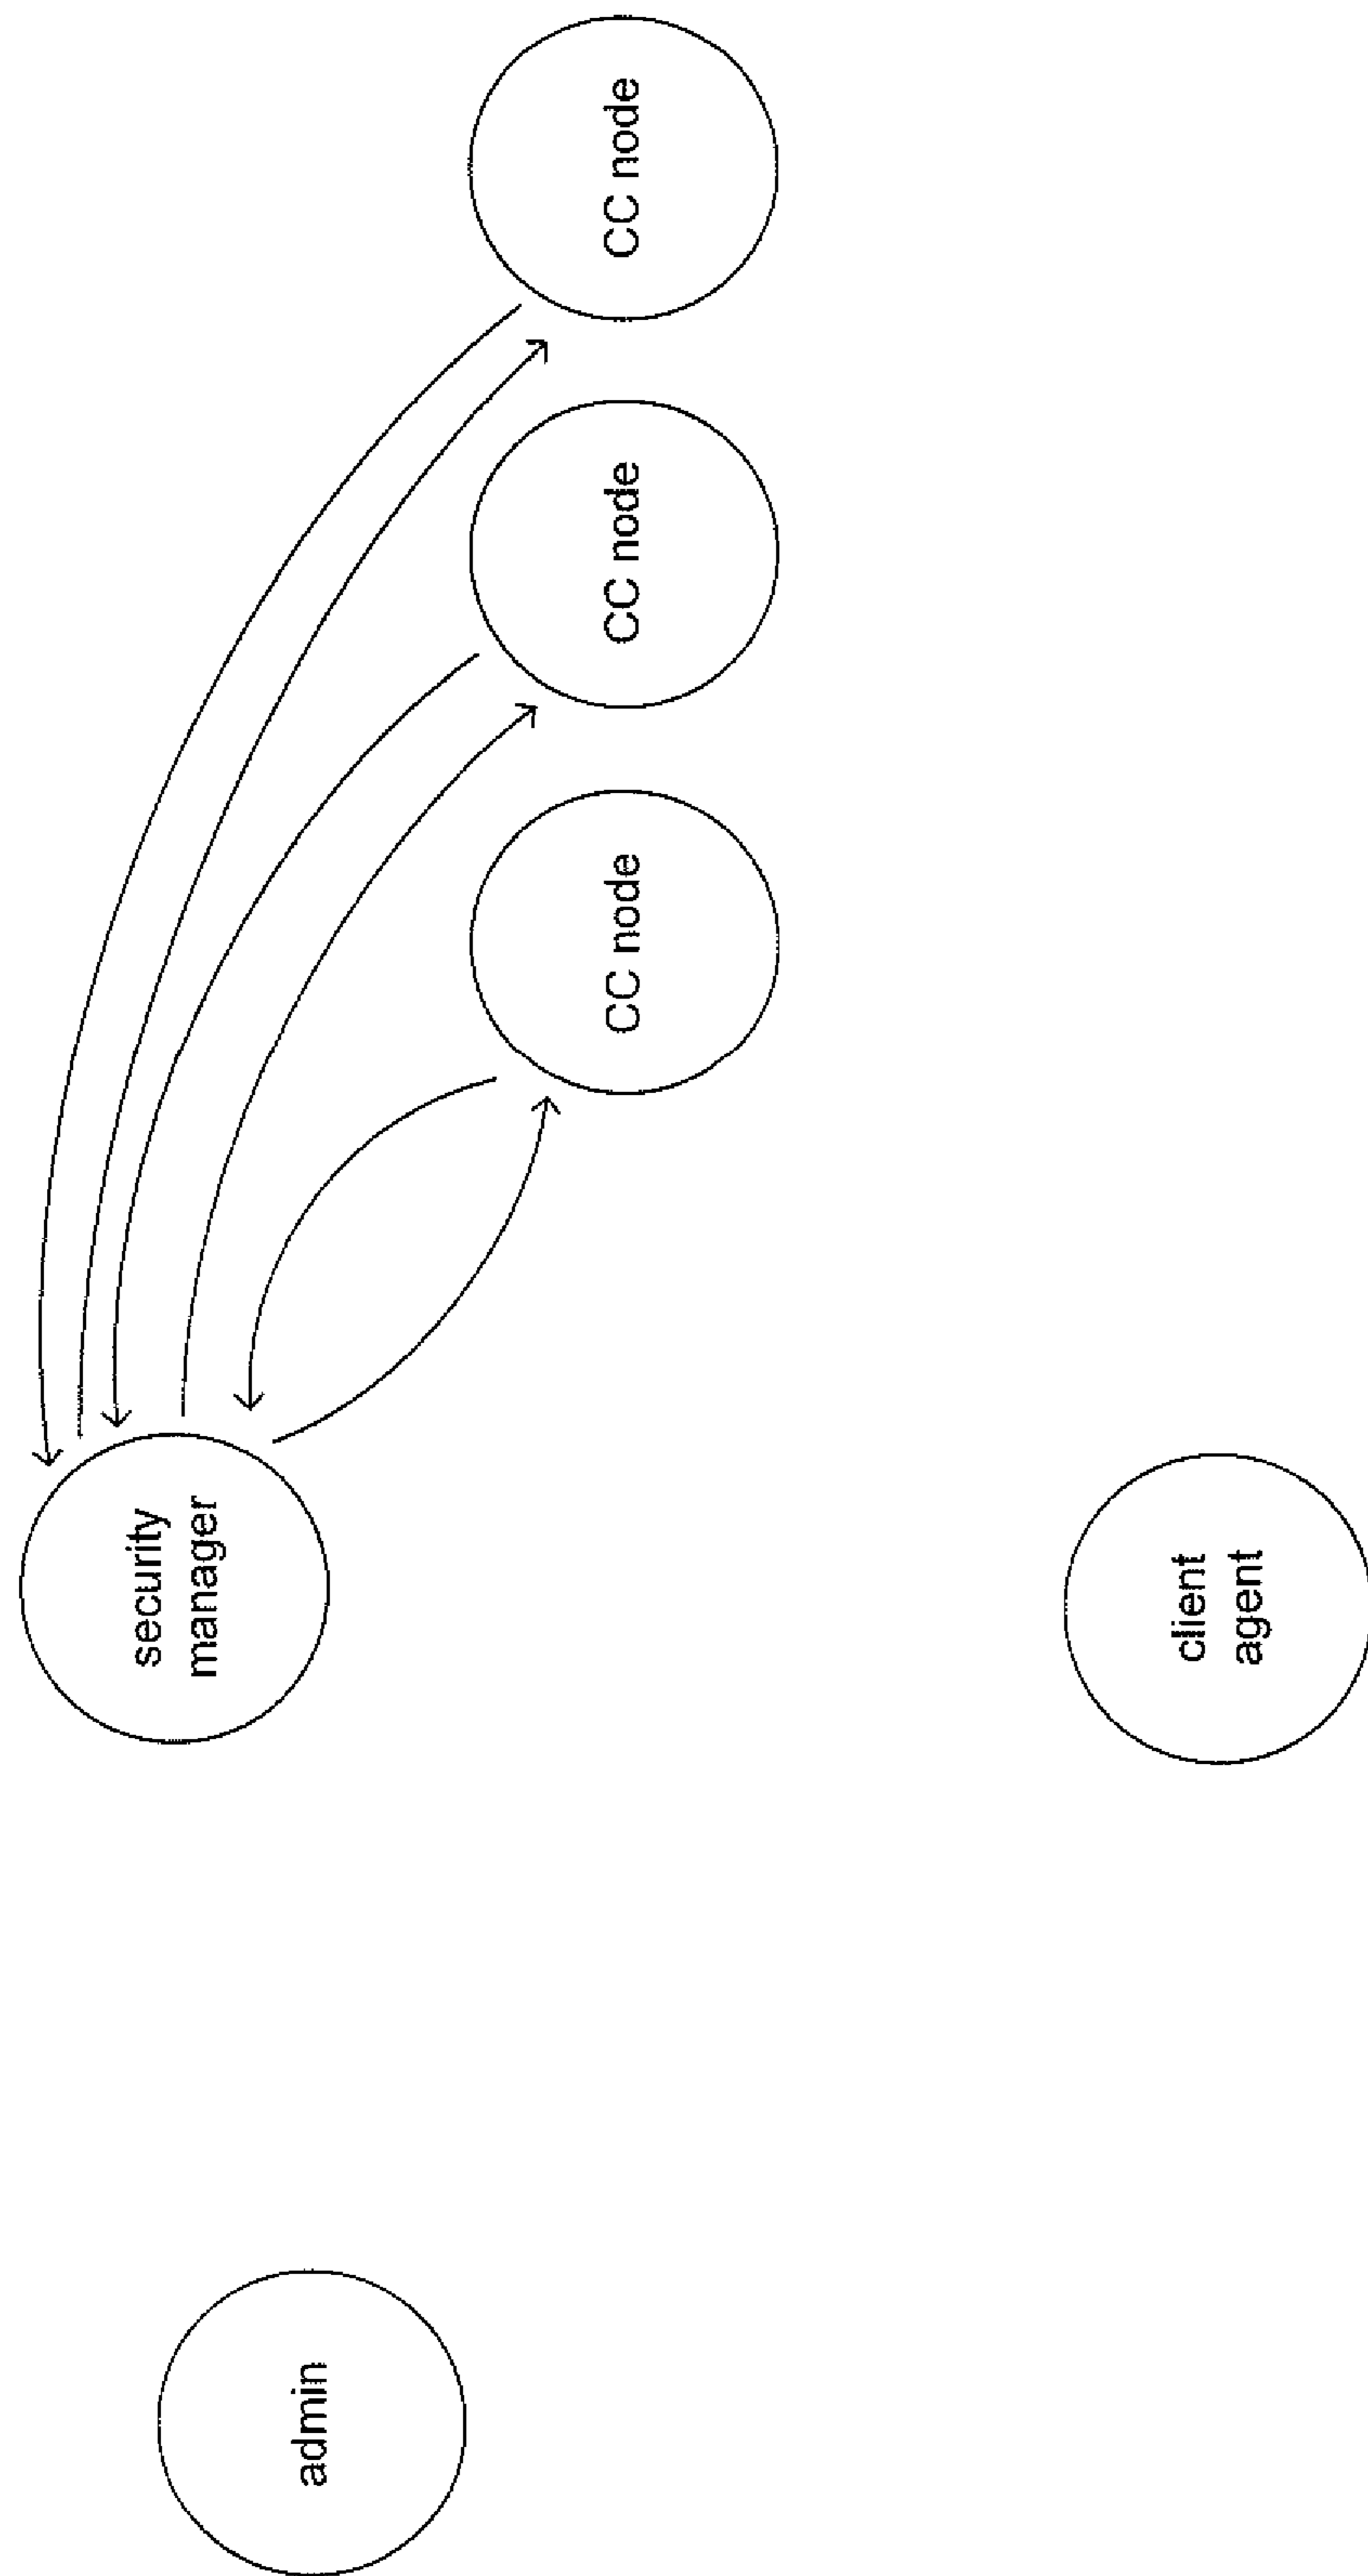 admin
security
manager
CC node
CC node
CC node
client
agent